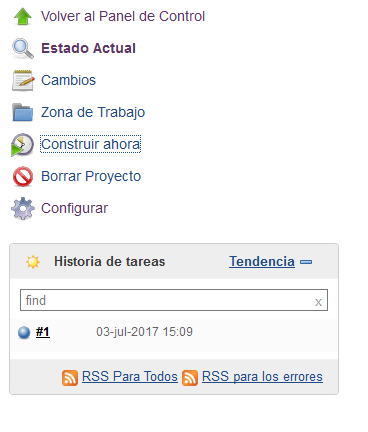 Volver al Panel de Control
Estado Actual
Cambios
Zona de Trabajo
Construir ahora
Borrar Proyecto
Configurar
Historia de tareas Tendencia
find x
#1 03-jul-2017 15:09
RSS Para Todos RSS para los errores